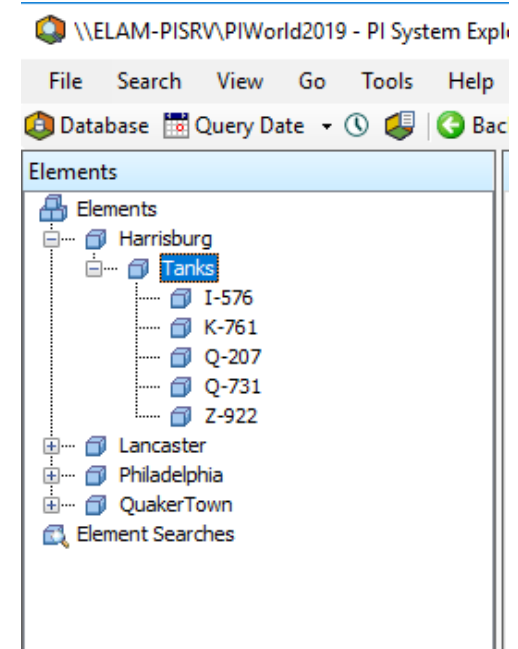 \\ELAM-PISRV\PIWorld2019 - PI System Expl
File Search View Go Tools Help
Database Query Date Bac
Elements
Elements
Harrisburg
Tanks
I-576
K-761
Q-207
Q-731
Z-922
Lancaster
Philadelphia
QuakerTown
Element Searches